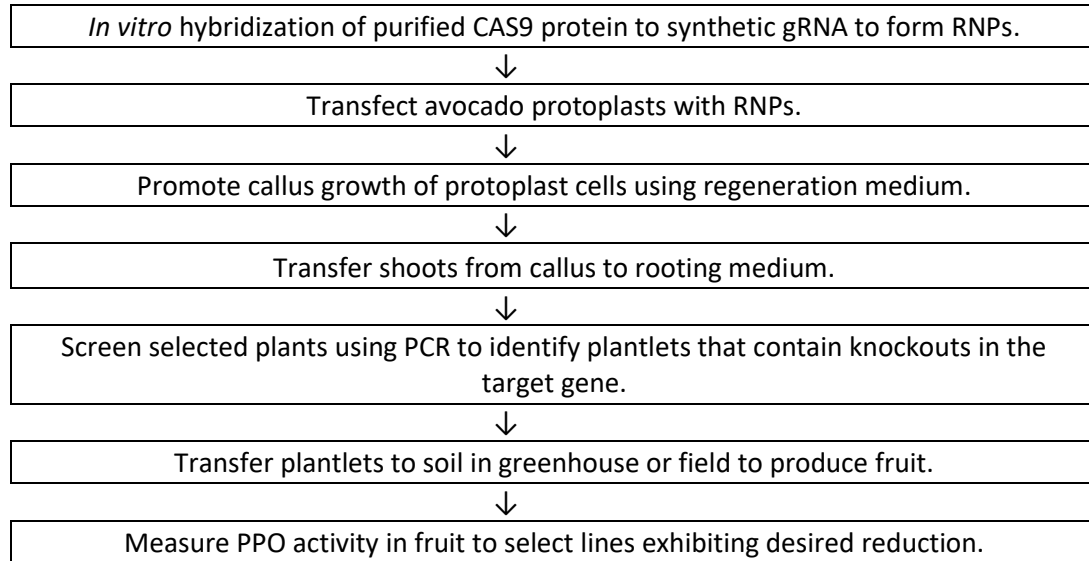 In vitro hybridization of purified CAS9 protein to synthetic gRNA to form RNPs.
↓
Transfect avocado protoplasts with RNPs.
↓
Promote callus growth of protoplast cells using regeneration medium.
↓
Transfer shoots from callus to rooting medium.
↓
Screen selected plants using PCR to identify plantlets that contain knockouts in the
target gene.
↓
Transfer plantlets to soil in greenhouse or field to produce fruit.
↓
Measure PPO activity in fruit to select lines exhibiting desired reduction.